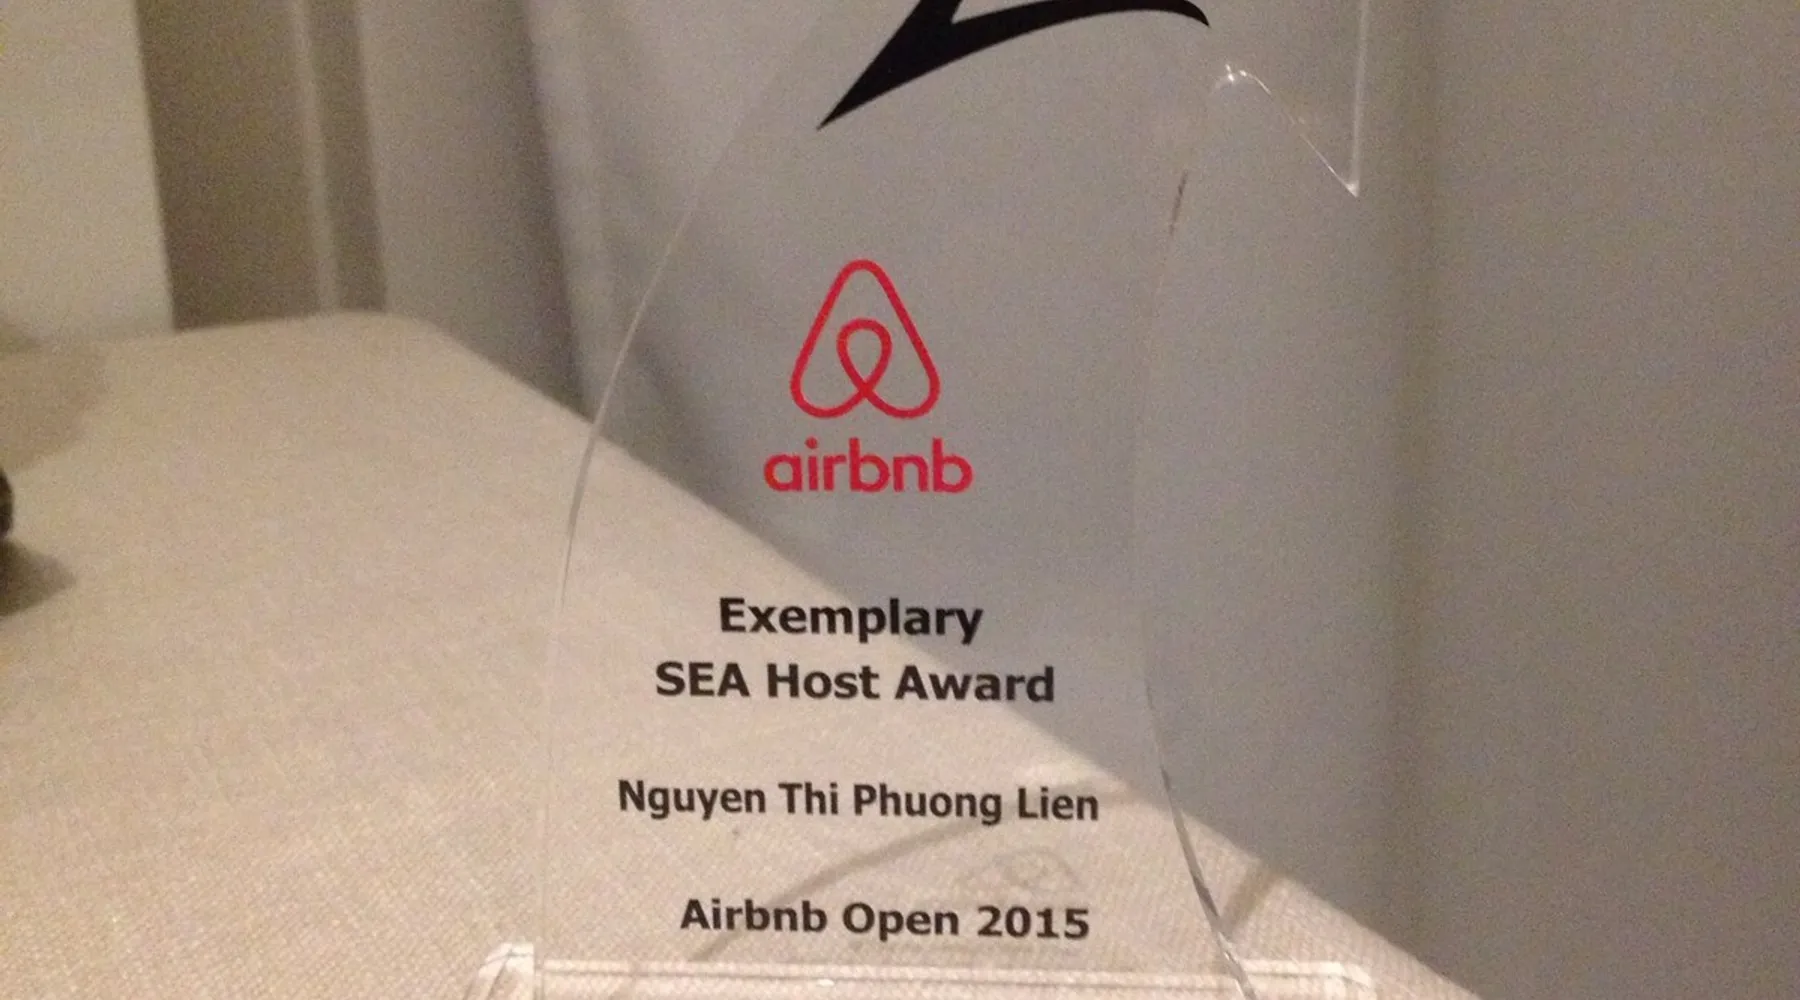 airbnb
Exemplary
SEA Host Award
Nguyen Thi Phuong Lien
Airbnb Open 2015